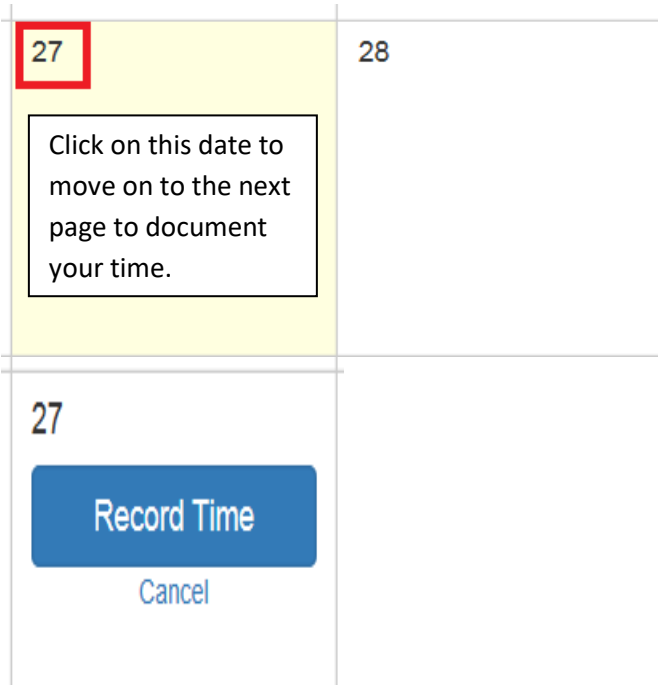 27
28
Click on this date to
move on to the next
page to document
your time.
27
Record Time
Cancel